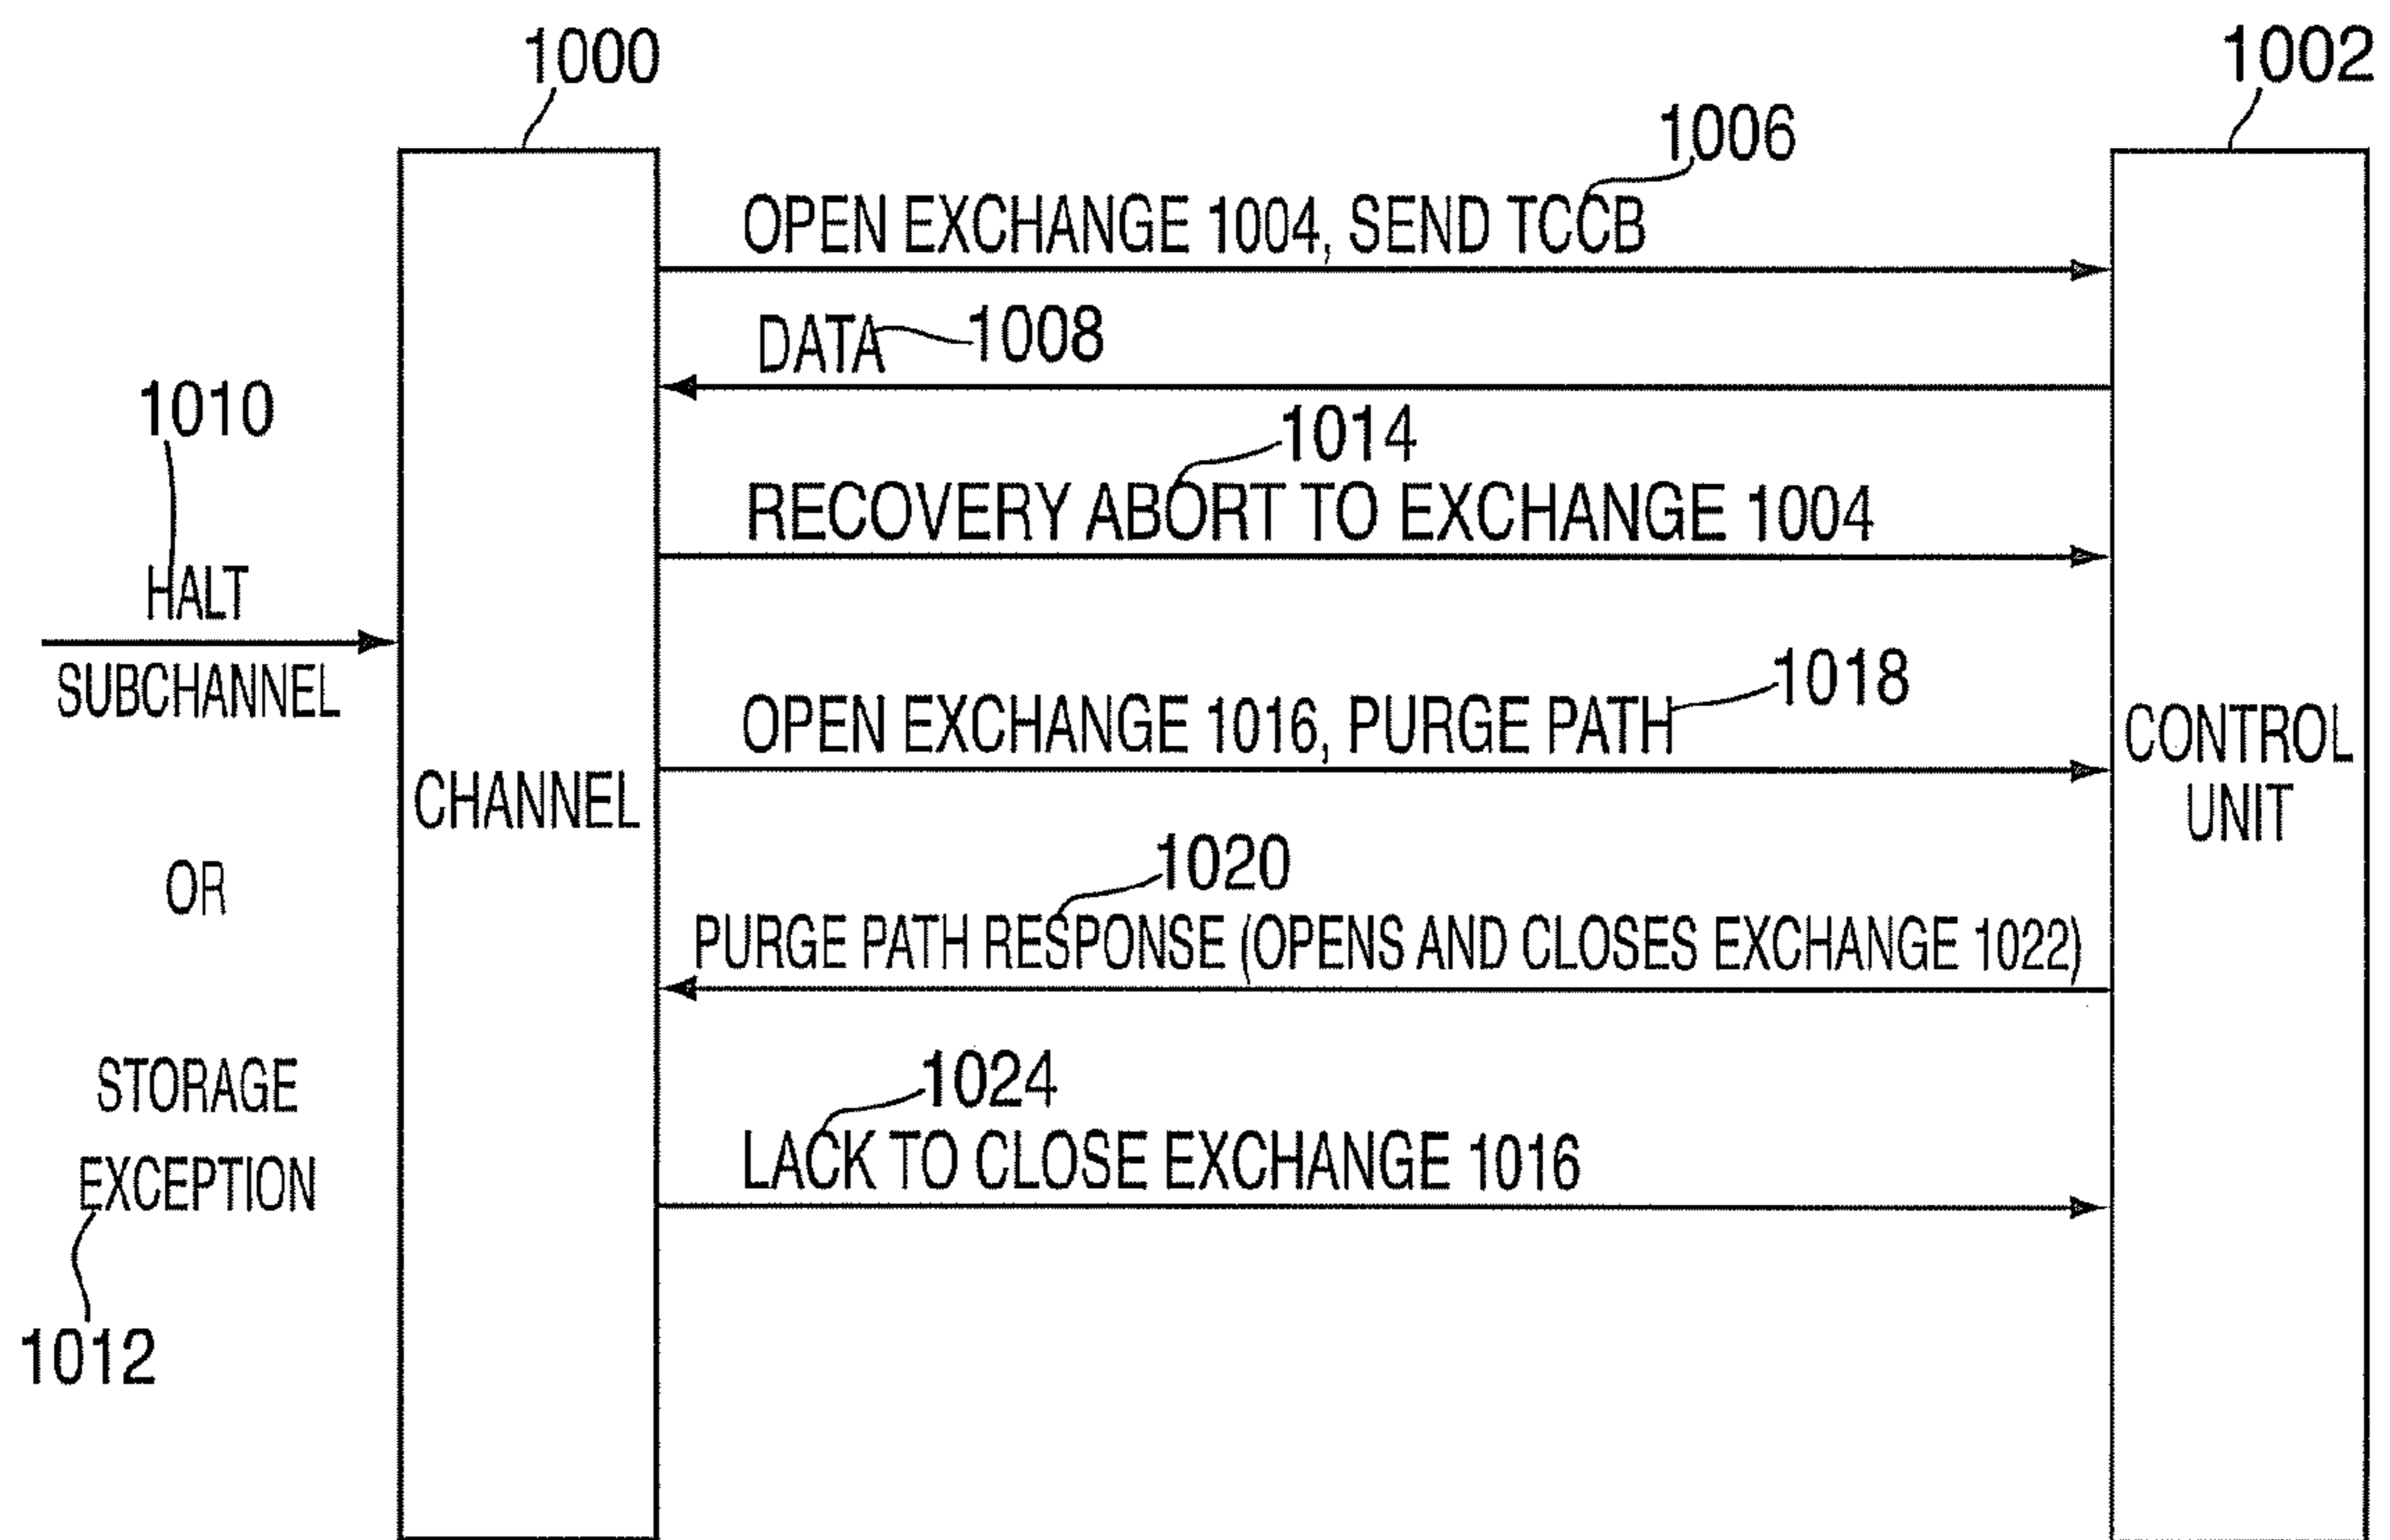 1000
1002
1006
OPEN EXCHANGE 1004, SEND TCCB
DATA
1008
1010
1014
RECOVERY ABORT TO EXCHANGE 1004
HALT
SUBCHANNEL
1018
OPEN EXCHANGE 1016, PURGE PATH
CONTROL
UNIT
CHANNEL
OR
1020
PURGE PATH RESPONSE (OPENS AND CLOSES EXCHANGE 1022)
STORAGE
EXCEPTION
1024
LACK TO CLOSE EXCHANGE 1016
1012